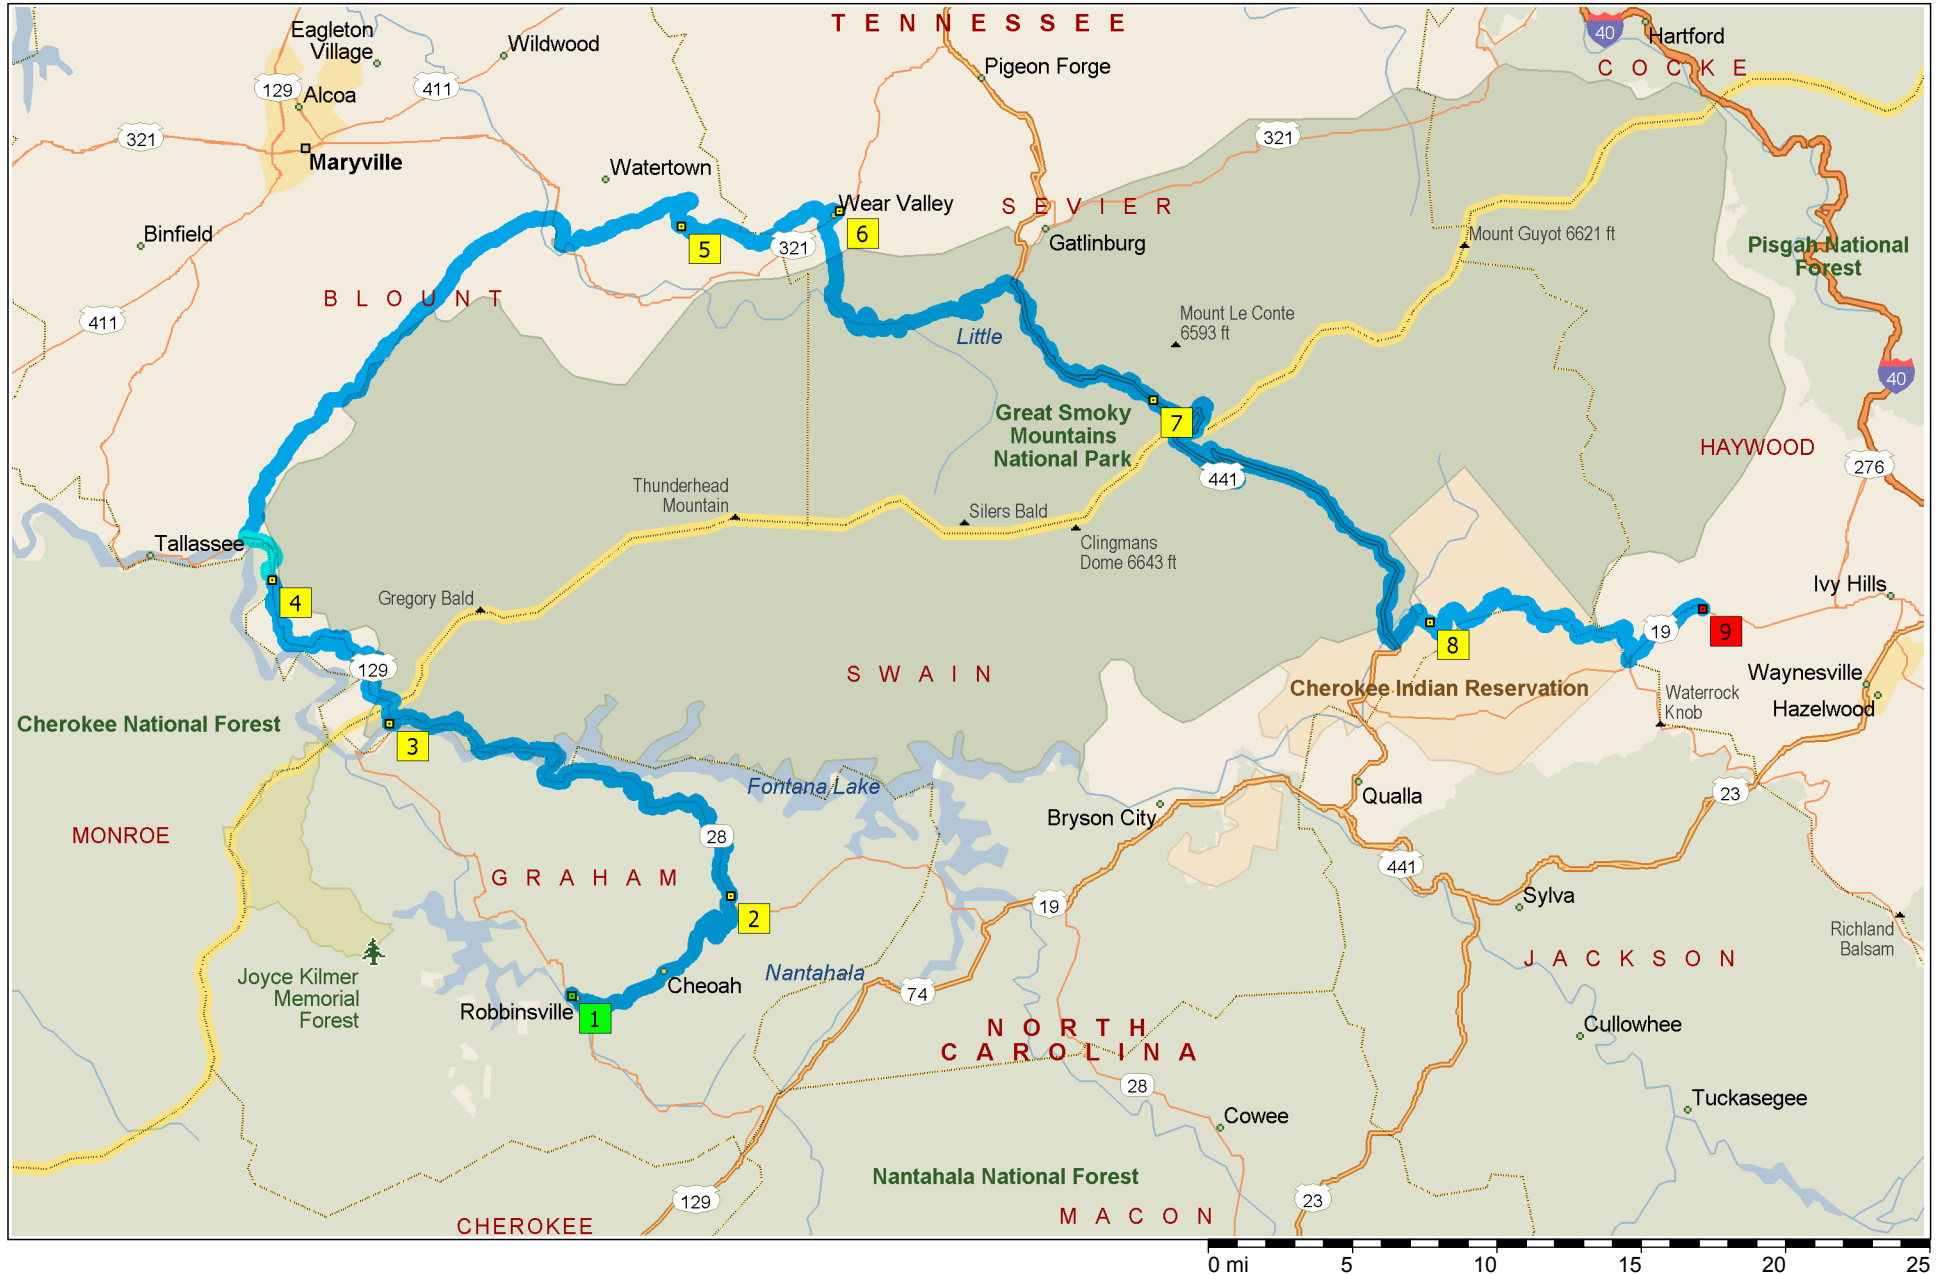 TENNESSEE
Eagleton
Village
Wildwood
40
Hartford
COCKE
Pigeon Forge
129
411
Alcoa
321
321
Maryville
Watertown
Wear Valley
SEVIER
Binfield
5
321
6
Gatlinburg
Mount Guyot 6621 ft
Pisgah National
Forest
BLOUNT
411
Little
Mount Le Conte
6593 ft
40
Great Smoky
Mountains
National Park
7
HAYWOOD
441
276
Thunderhead
Mountain
Silers Bald
Clingmans
Dome 6643 ft
Tallassee
4
Gregory Bald
Ivy Hills
8
19
9
129
SWAIN
Cherokee Indian Reservation
Waynesville
Waterrock
Knob
Hazelwood
Cherokee National Forest
3
Fontana Lake
Qualla
23
Bryson City
MONROE
28
441
GRAHAM
2
19
Sylva
Richland
Balsam
JACKSON
Joyce Kilmer
Memorial
Forest
Nantahala
Cheoah
74
Robbinsville
1
NORTH
CAROLINA
Cullowhee
28
Tuckasegee
Cowee
Nantahala National Forest
129
23
MACON
CHEROKEE
0 mi 5 10 15 20 25